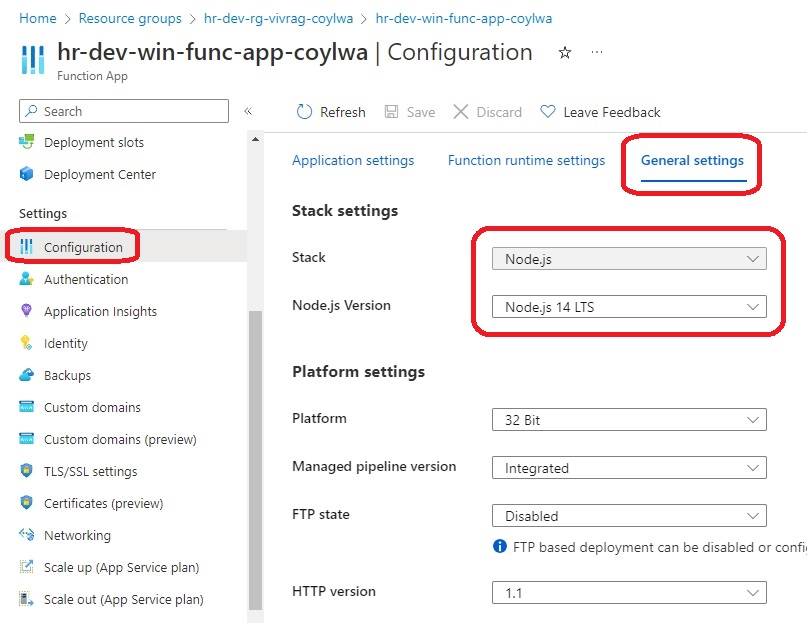 Home > Resource groups > hr-dev-rg-vivrag-coylwa > hr-dev-win-func-app-coylwa
hr-dev-win-func-app-coylwa | Configuration ☆ ...
Function App
Search «
Refresh Save Discard Leave Feedback
Deployment slots
Deployment Center
Settings
Configuration
Authentication
Application Insights
Identity
Backups
Custom domains
Custom domains (preview)
TLS/SSL settings
Certificates (preview)
Networking
Scale up (App Service plan)
Scale out (App Service plan)
Application settings Function runtime settings General settings
Stack settings
Stack Node.js
Node.js Version Node.js 14 LTS
Platform settings
Platform 32 Bit
Managed pipeline version Integrated
FTP state Disabled
FTP based deployment can be disabled or config
HTTP version 1.1